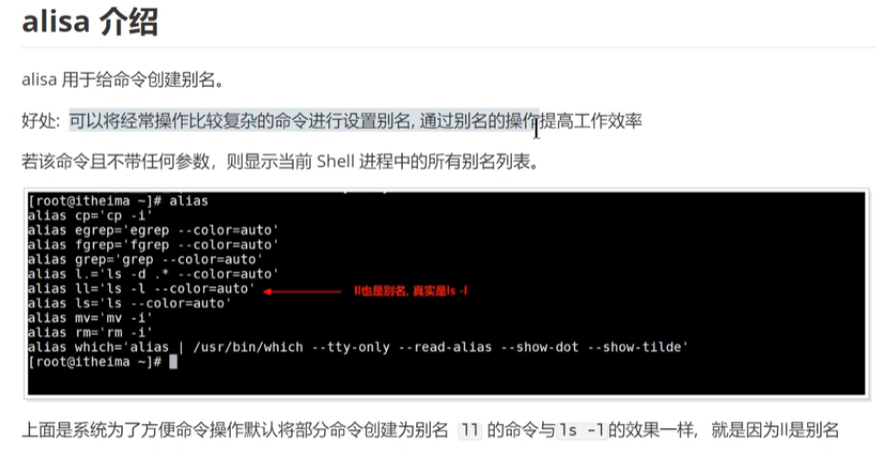 alisa 介绍
alisa 用于给命令创建别名。
好处: 可以将经常操作比较复杂的命令进行设置别名, 通过别名的操作提高工作效率
若该命令且不带任何参数，则显示当前 Shell 进程中的所有别名列表。
[root@itheima ~]# alias
alias cp='cp -i'
alias egrep='egrep --color=auto'
alias fgrep='fgrep --color=auto'
alias grep='grep --color=auto'
alias l.='ls -d .* --color=auto'
alias ll='ls -l --color=auto' ll也是别名, 真实是ls -l
alias ls='ls --color=auto'
alias mv='mv -i'
alias rm='rm -i'
alias which='alias | /usr/bin/which --tty-only --read-alias --show-dot --show-tilde'
[root@itheima ~]#
上面是系统为了方便命令操作默认将部分命令创建为别名 ll 的命令与ls -l的效果一样，就是因为ll是别名